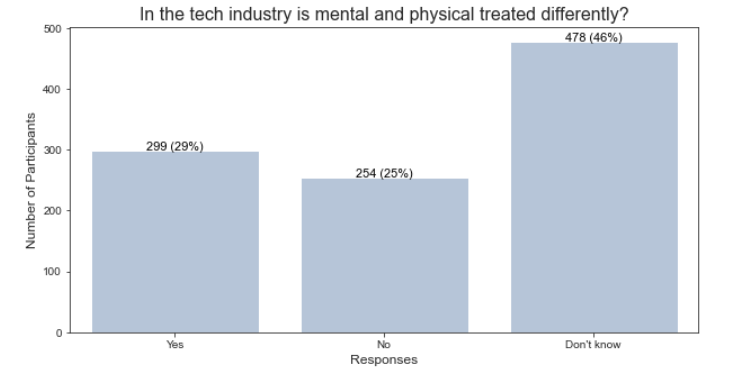 In the tech industry is mental and physical treated differently?
500
400
300
200
100
0
Number of Participants
299 (29%)
254 (25%)
478 (46%)
Yes
No
Don't know
Responses